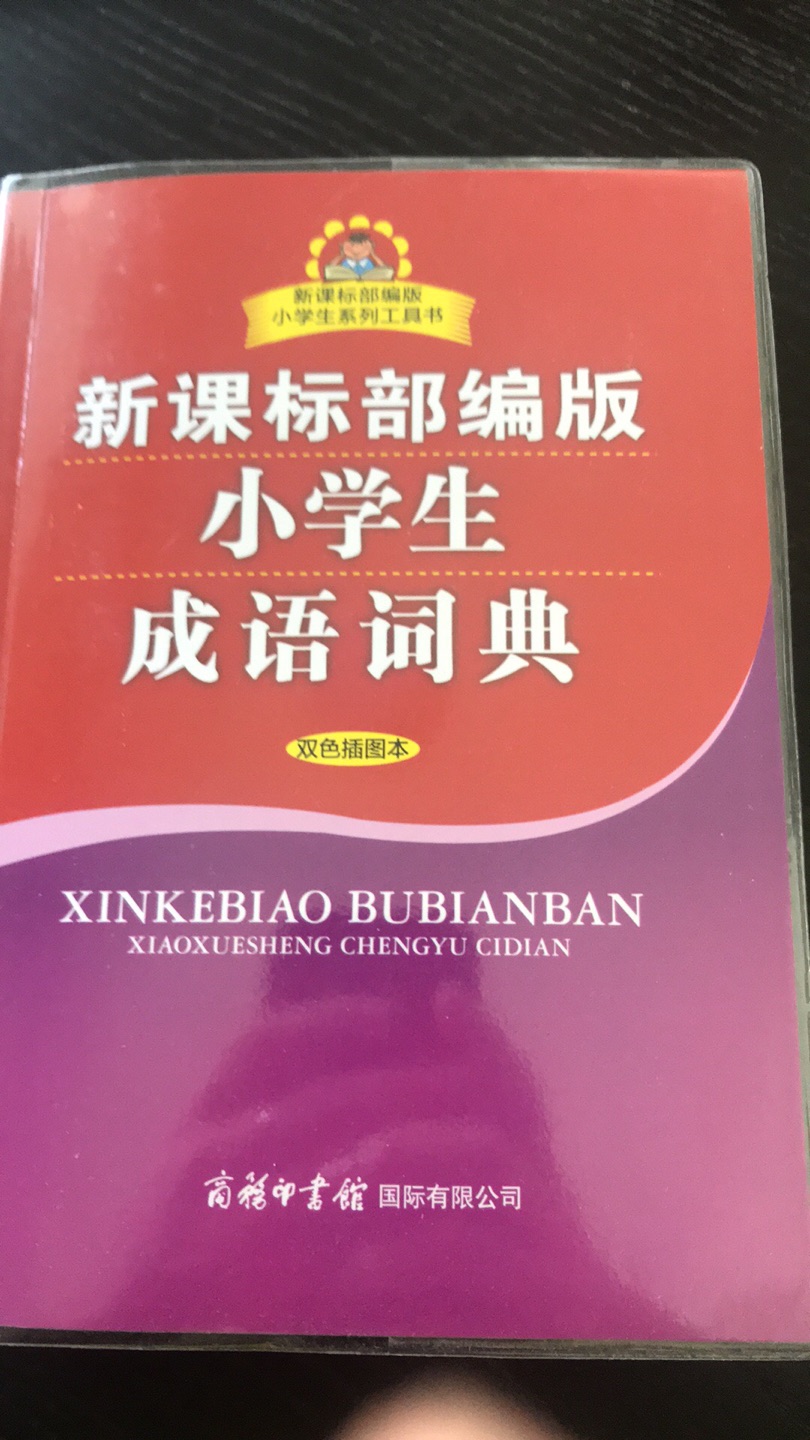 新课标部编版
小学生系列工具书
新课标部编版
小学生
成语词典
双色插图本
XINKEBIAO BUBIANBAN
XIAOXUESHENG CHENGYU CIDIAN
商務印書館 国际有限公司